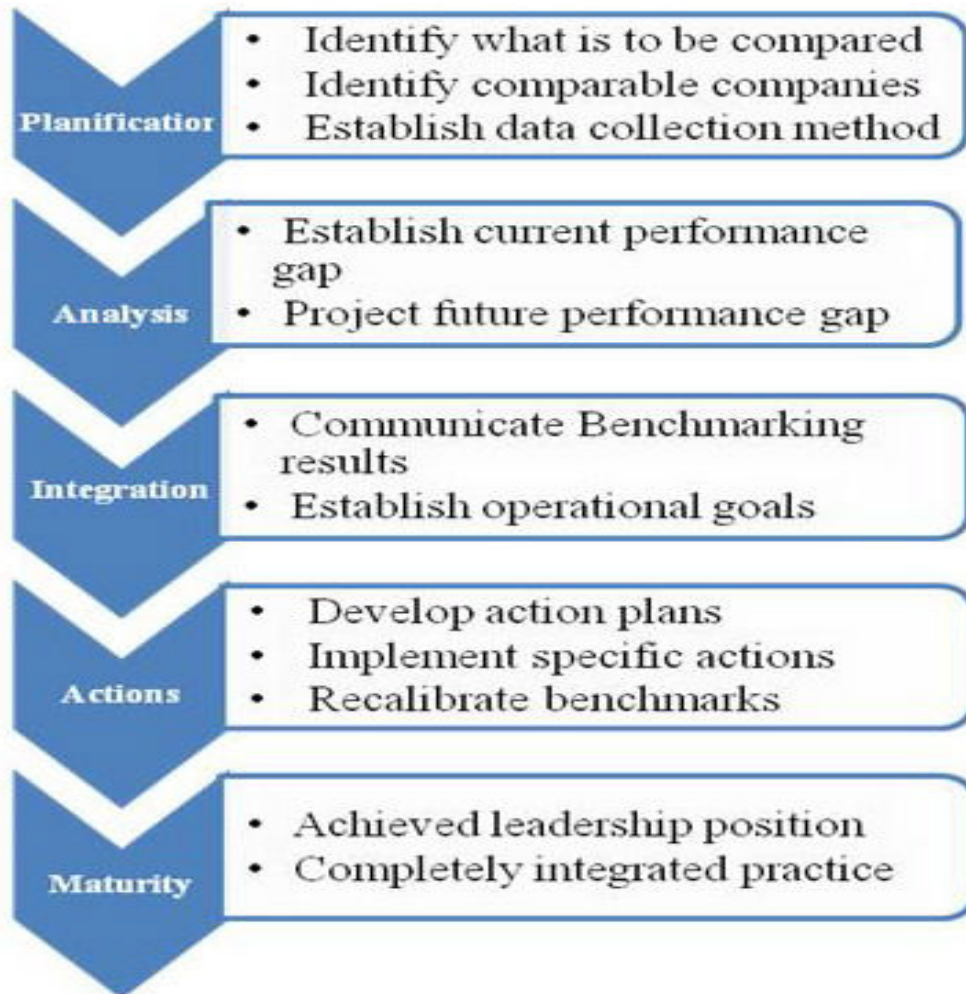 Planification
• Identify what is to be compared
• Identify comparable companies
• Establish data collection method
Analysis
• Establish current performance
gap
• Project future performance gap
Integration
• Communicate Benchmarking
results
• Establish operational goals
Actions
• Develop action plans
• Implement specific actions
• Recalibrate benchmarks
Maturity
• Achieved leadership position
• Completely integrated practice